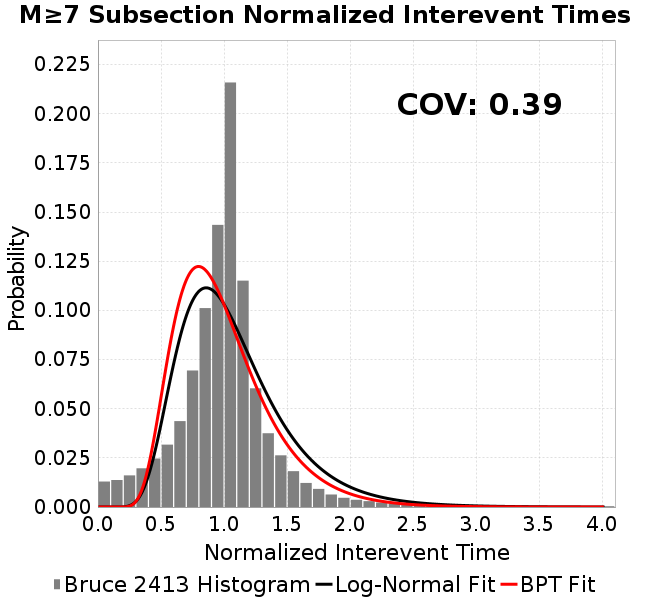 M≥7 Subsection Normalized Interevent Times
COV: 0.39
Probability
0.225
0.200
0.175
0.150
0.125
0.100
0.075
0.050
0.025
0.000
0.0 0.5 1.0 1.5 2.0 2.5 3.0 3.5 4.0
Normalized Interevent Time
Bruce 2413 Histogram Log-Normal Fit BPT Fit